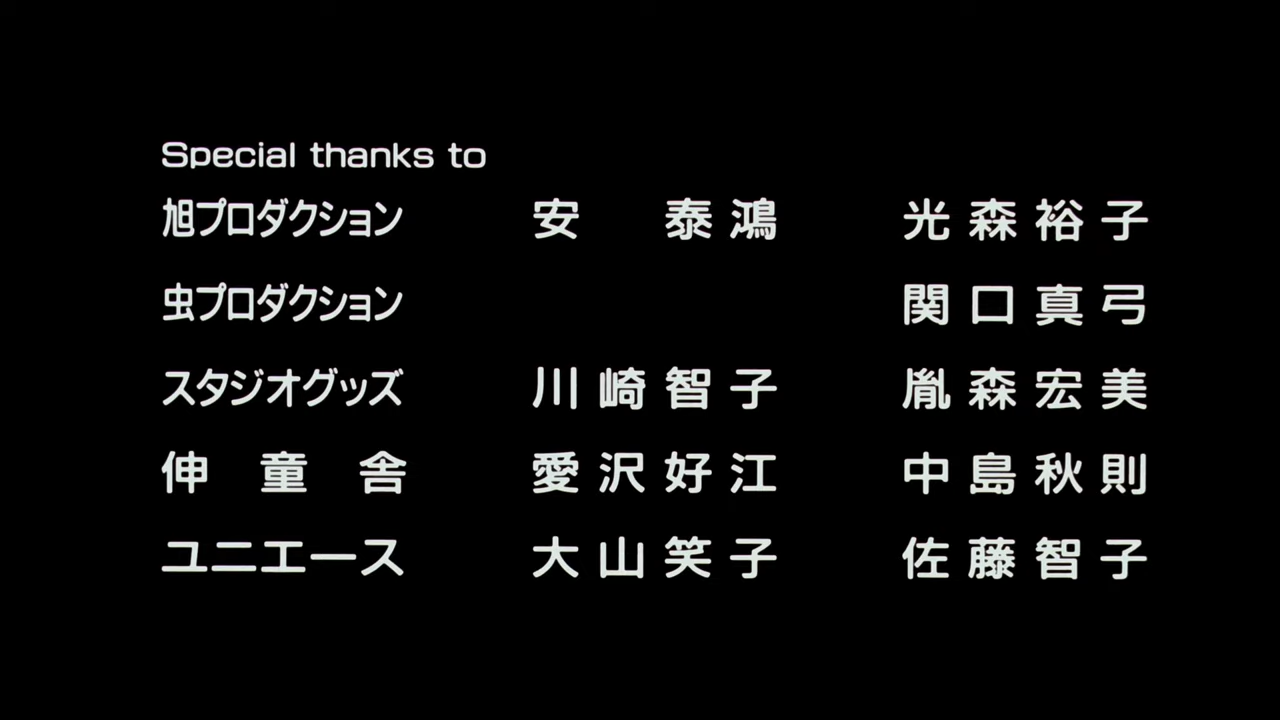 Special thanks to
旭プロダクション 安 泰鴻 光森裕子
虫プロダクション 関口真弓
スタジオグッズ 川崎智子 胤森宏美
伸童舎 愛沢好江 中島秋則
ユニエース 大山笑子 佐藤智子